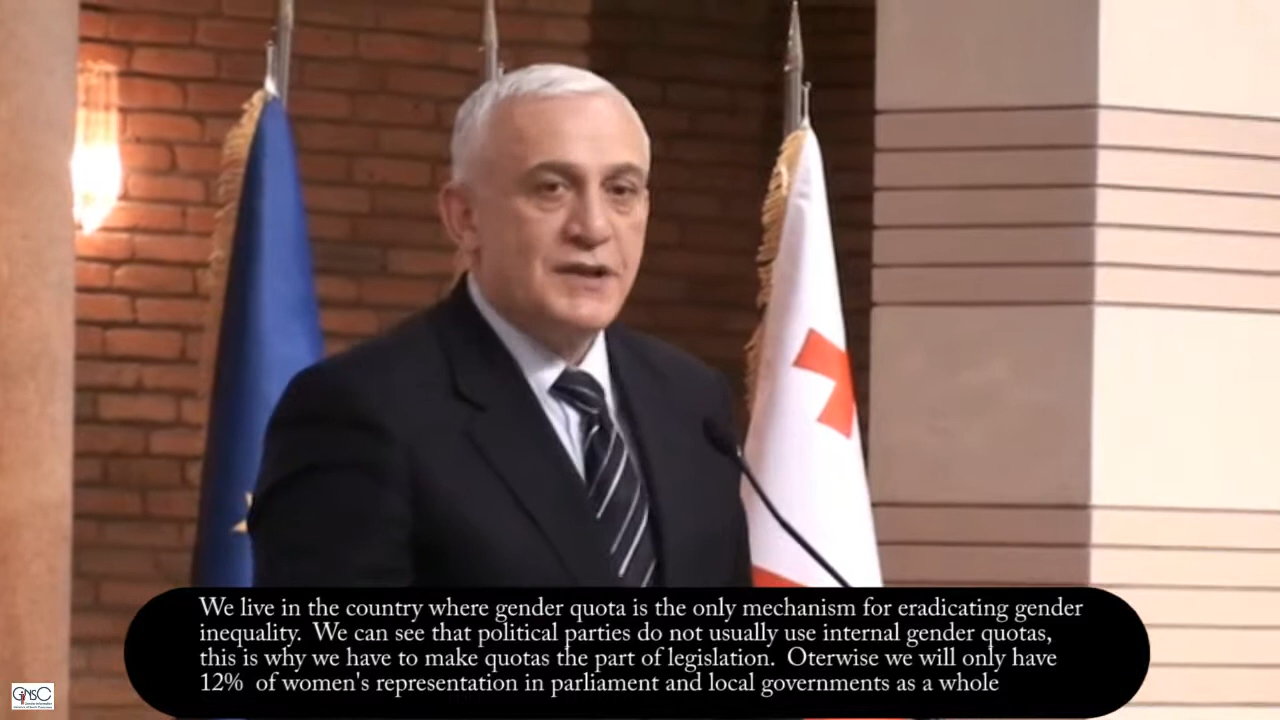 We live in the country where gender quota is the only mechanism for eradicating gender
inequality.  We can see that political parties do not usually use internal gender quotas,
this is why we have to make quotas the part of legislation.  Oterwise we will only have
12%  of women's representation in parliament and local governments as a whole
GINSC